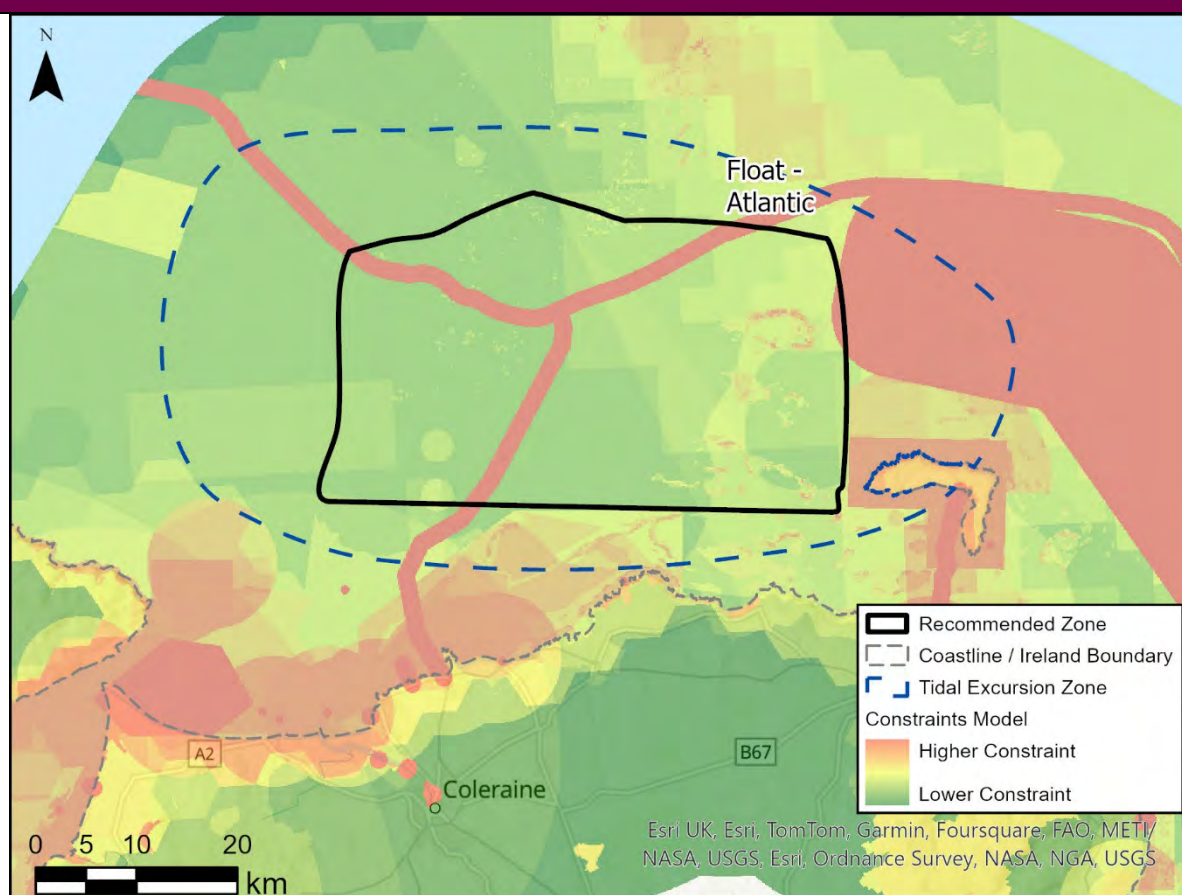 N
Float -
Atlantic
Recommended Zone
Coastline / Ireland Boundary
Tidal Excursion Zone
Constraints Model
Higher Constraint
Lower Constraint
A2
B67
Coleraine
0 5 10 20
km
Esri UK, Esri, TomTom, Garmin, Foursquare, FAO, METI/
NASA, USGS, Esri, Ordnance Survey, NASA, NGA, USGS